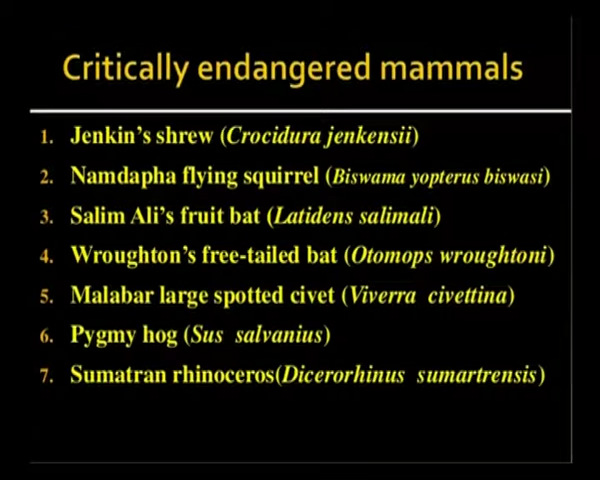 Critically endangered mammals
1. Jenkin's shrew (Crocidura jenkensii)
2. Namdapha flying squirrel (Biswama yopterus biswasi)
3. Salim Ali's fruit bat (Latidens salimali)
4. Wroughton's free-tailed bat (Otomops wroughtoni)
5. Malabar large spotted civet (Viverra civettina)
6. Pygmy hog (Sus salvanius)
7. Sumatran rhinoceros(Dicerorhinus sumartrensis)